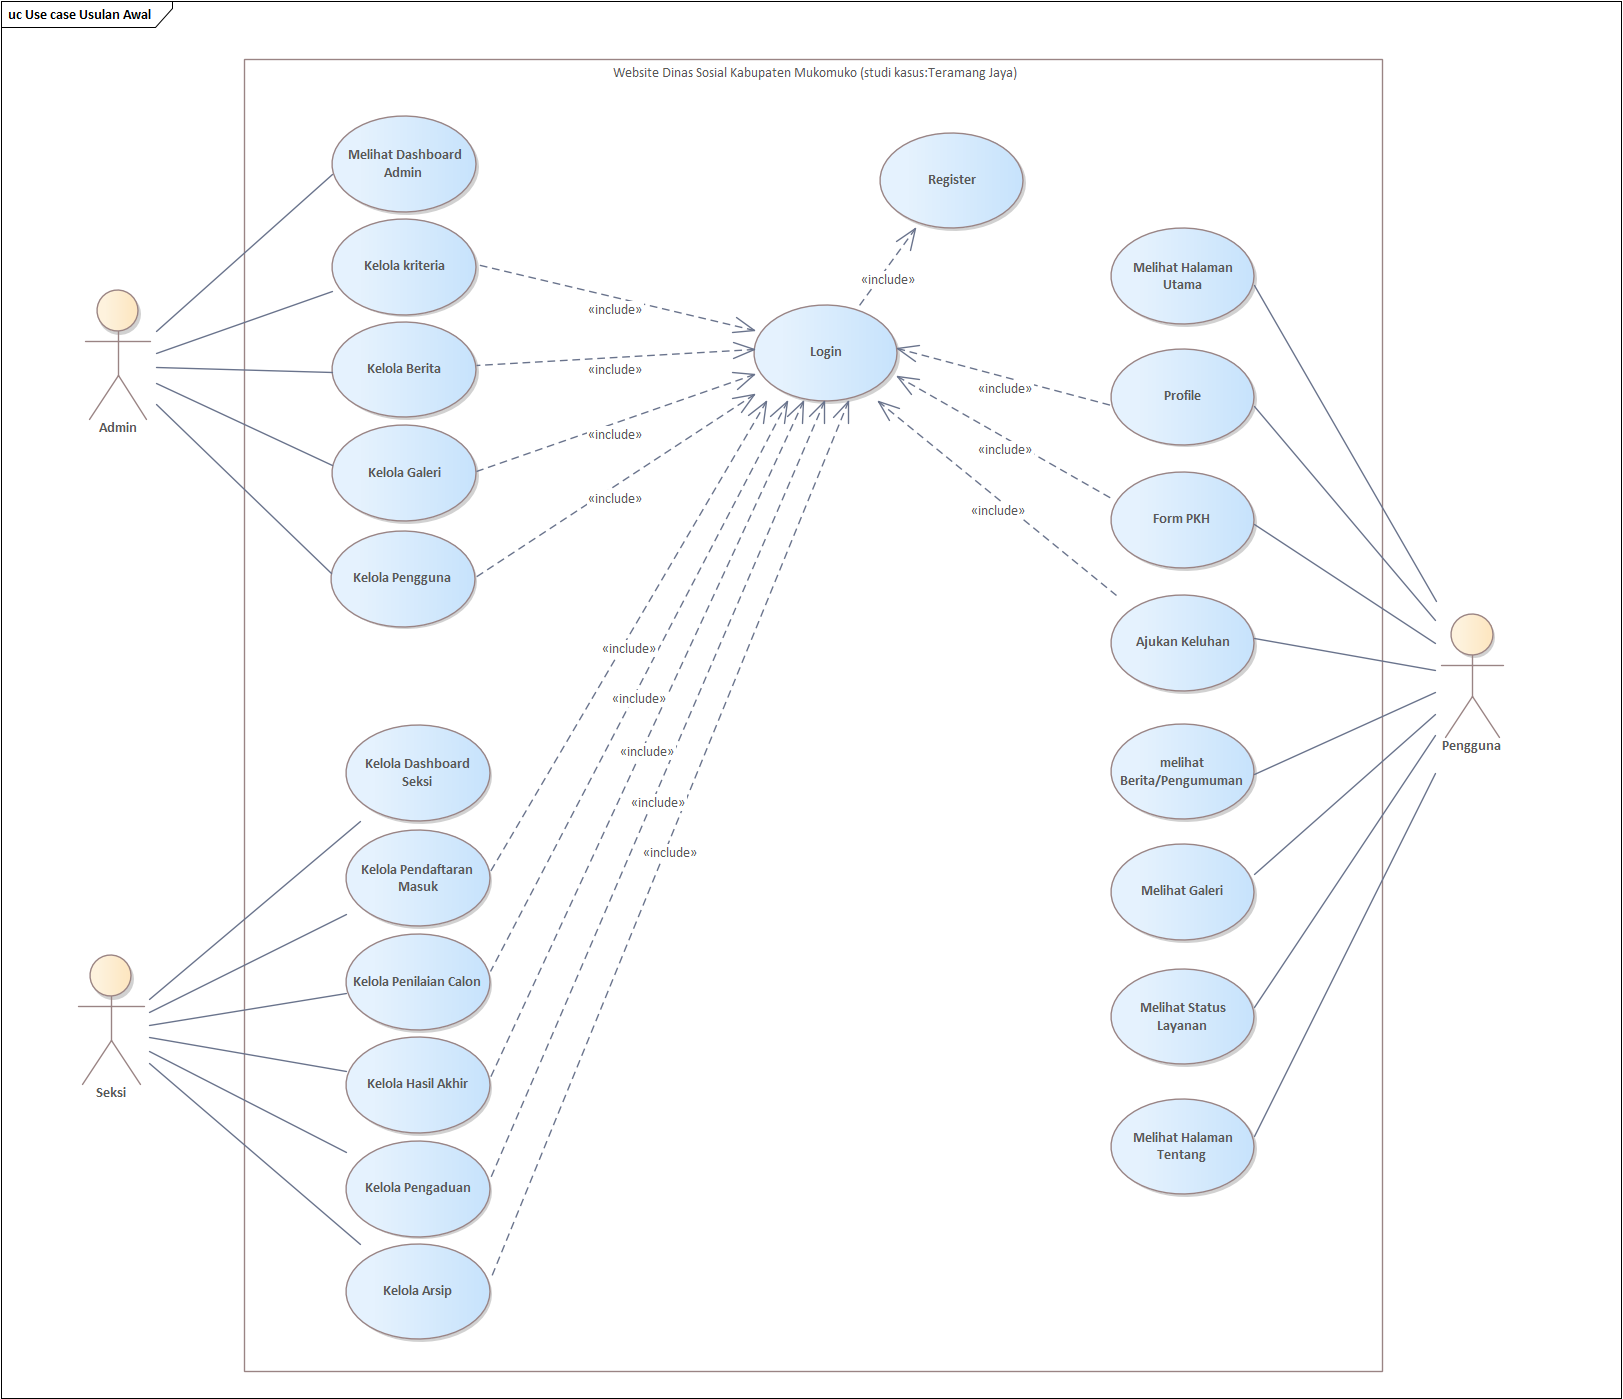 uc Use case Usulan Awal
Website Dinas Sosial Kabupaten Mukomuko (studi kasus:Teramang Jaya)
Melihat Dashboard
Admin
Kelola kriteria
Kelola Berita
Kelola Galeri
Kelola Pengguna
Admin
Register
«include»
Login
«include»
«include»
«include»
«include»
«include»
«include»
«include»
Melihat Halaman
Utama
Profile
Form PKH
Ajukan Keluhan
melihat
Berita/Pengumuman
Melihat Galeri
Melihat Status
Layanan
Melihat Halaman
Tentang
Pengguna
«include»
«include»
«include»
«include»
«include»
Kelola Dashboard
Seksi
Kelola Pendaftaran
Masuk
Kelola Penilaian Calon
Kelola Hasil Akhir
Kelola Pengaduan
Kelola Arsip
Seksi